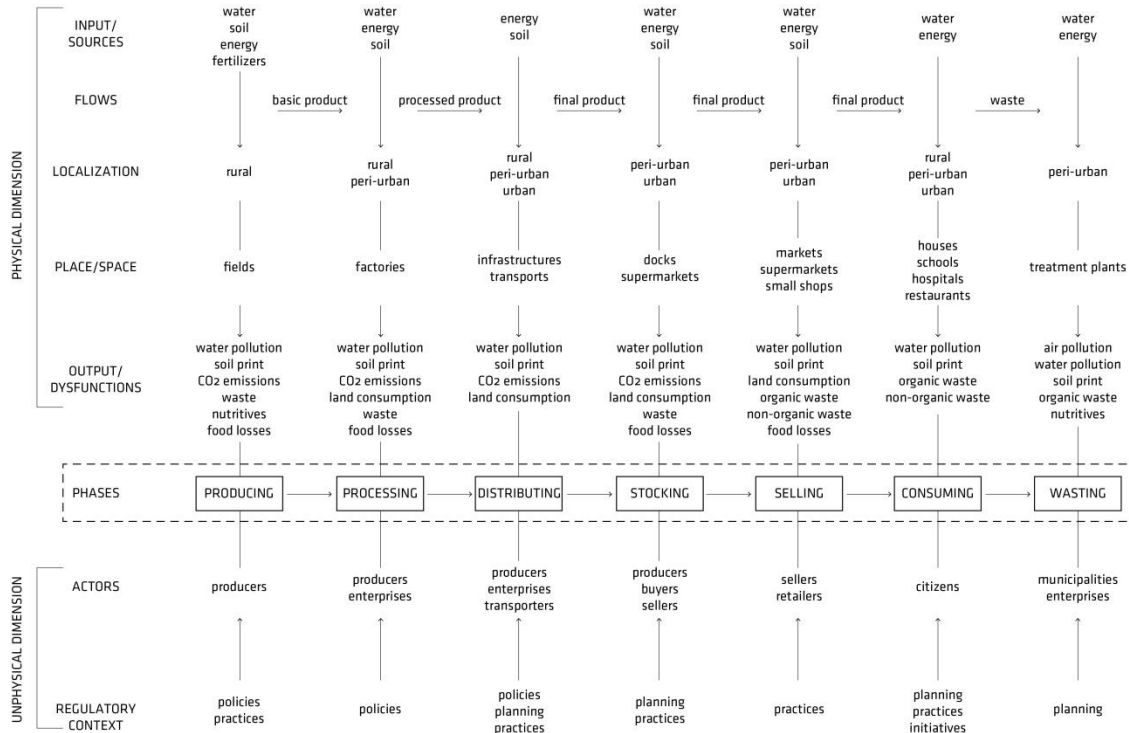 INPUT/
SOURCES
water
soil
energy
fertilizers
water
energy
soil
energy
soil
water
energy
soil
water
energy
soil
water
energy
water
energy
FLOWS
basic product
processed product
final product
final product
final product
waste
LOCALIZATION
rural
rural
peri-urban
rural
peri-urban
urban
peri-urban
urban
peri-urban
urban
rural
peri-urban
urban
peri-urban
PHYSICAL DIMENSION
PLACE/SPACE
fields
factories
infrastructures
transports
docks
supermarkets
markets
supermarkets
small shops
houses
schools
hospitals
restaurants
treatment plants
OUTPUT/
DYSFUNCTIONS
water pollution
soil print
CO2 emissions
waste
nutritives
food losses
water pollution
soil print
CO2 emissions
land consumption
waste
food losses
water pollution
soil print
CO2 emissions
land consumption
water pollution
soil print
CO2 emissions
land consumption
waste
food losses
water pollution
soil print
land consumption
organic waste
non-organic waste
food losses
water pollution
soil print
organic waste
non-organic waste
air pollution
water pollution
soil print
organic waste
nutritives
PHASES
PRODUCING
PROCESSING
DISTRIBUTING
STOCKING
SELLING
CONSUMING
WASTING
UNPHYSICAL DIMENSION
ACTORS
producers
producers
enterprises
producers
enterprises
transporters
producers
buyers
sellers
sellers
retailers
citizens
municipalities
enterprises
REGULATORY
CONTEXT
policies
practices
policies
policies
planning
practices
planning
practices
practices
planning
practices
initiatives
planning